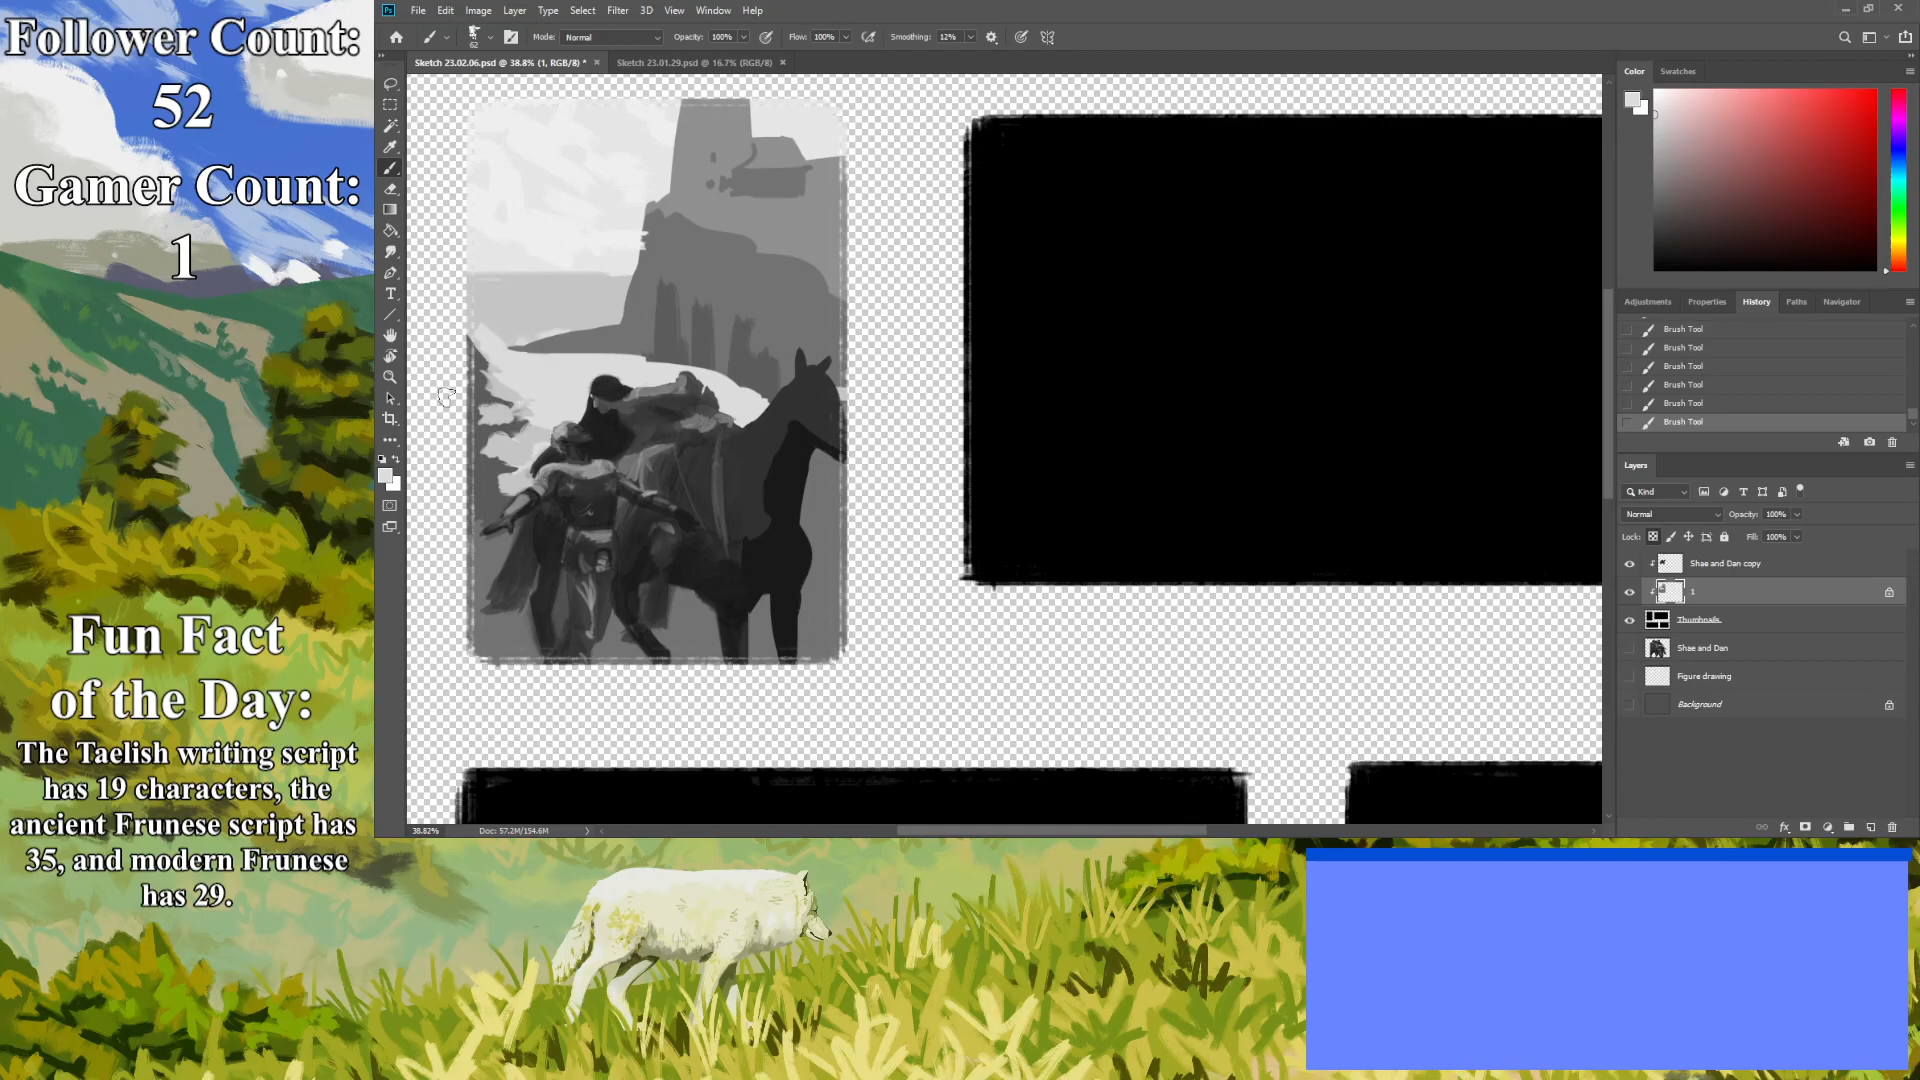 Follower Count:
52
Gamer Count:
1
Fun Fact
of the Day:
The Taelish writing script
has 19 characters, the
ancient Frunese script has
35, and modern Frunese
has 29.
Ps File Edit Image Layer Type Select Filter 3D View Window Help
62 Mode: Normal Opacity: 100% Flow: 100% Smoothing: 12%
Sketch 23.02.06.psd @ 38.8% (1, RGB/8) * × Sketch 23.01.29.psd @ 16.7% (RGB/8) ×
T
38.82% Doc: 57.2M/154.6M
Color Swatches
Adjustments Properties History Paths Navigator
Brush Tool
Brush Tool
Brush Tool
Brush Tool
Brush Tool
Brush Tool
Layers
Kind
Normal Opacity: 100%
Lock: Fill: 100%
Shae and Dan copy
1
Thumbnails
Shae and Dan
Figure drawing
Background
fx